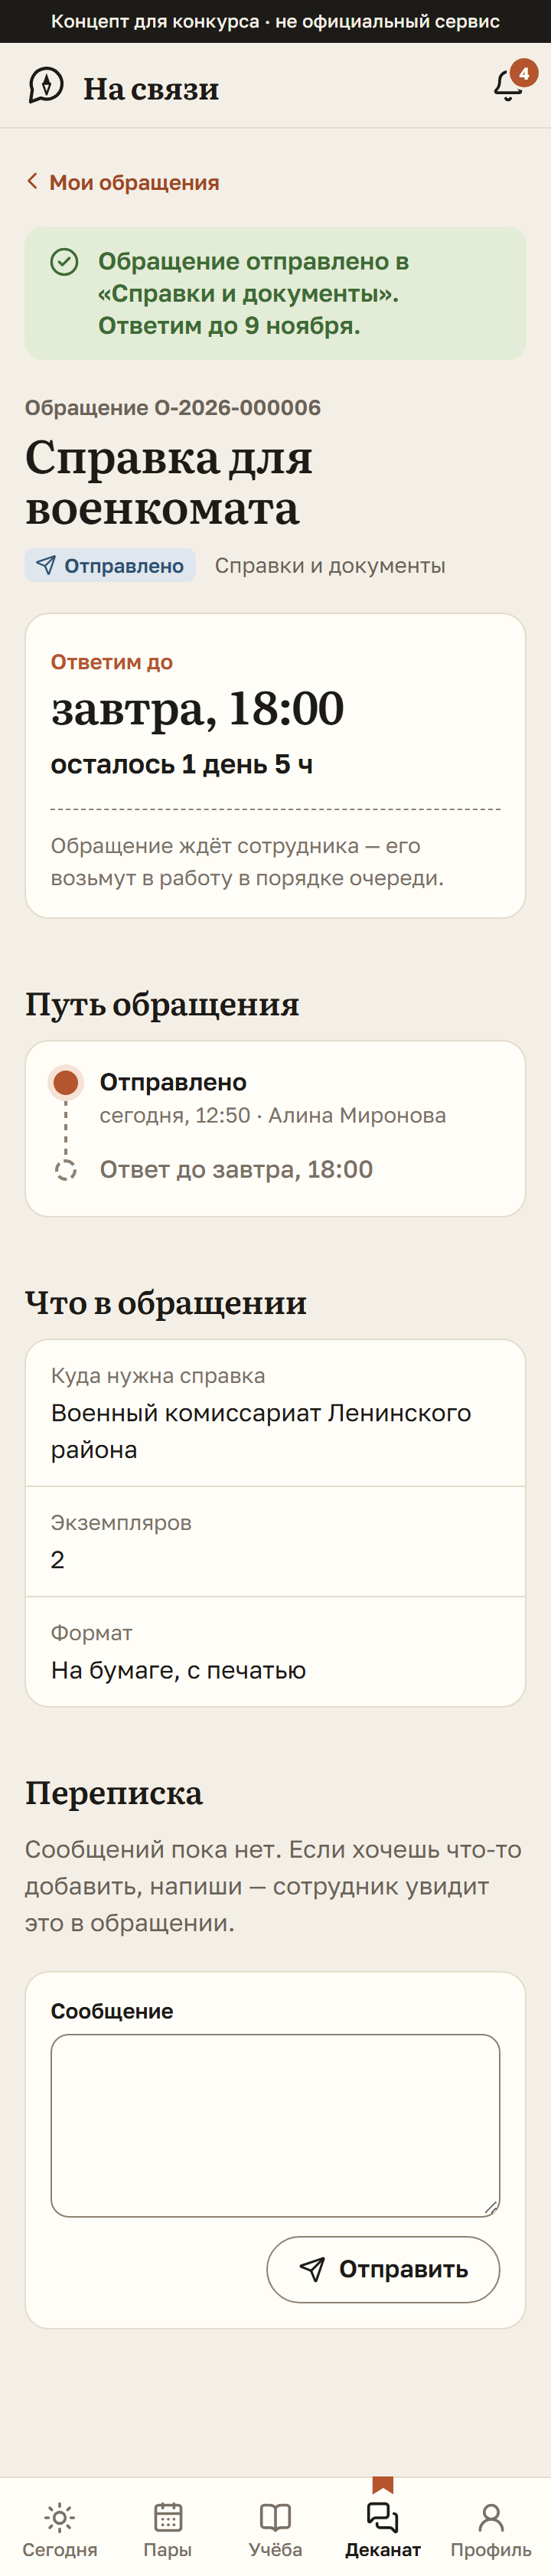 Концепт для конкурса · не официальный сервис
На связи
4
Мои обращения
Обращение отправлено в
«Справки и документы».
Ответим до 9 ноября.
Обращение О-2026-000006
Справка для
военкомата
Отправлено
Справки и документы
Ответим до
завтра, 18:00
осталось 1 день 5 ч
Обращение ждёт сотрудника — его
возьмут в работу в порядке очереди.
Путь обращения
Отправлено
сегодня, 12:50 · Алина Миронова
Ответ до завтра, 18:00
Что в обращении
Куда нужна справка
Военный комиссариат Ленинского
района
Экземпляров
2
Формат
На бумаге, с печатью
Переписка
Сообщений пока нет. Если хочешь что-то
добавить, напиши — сотрудник увидит
это в обращении.
Сообщение
Отправить
Сегодня
Пары
Учёба
Деканат
Профиль